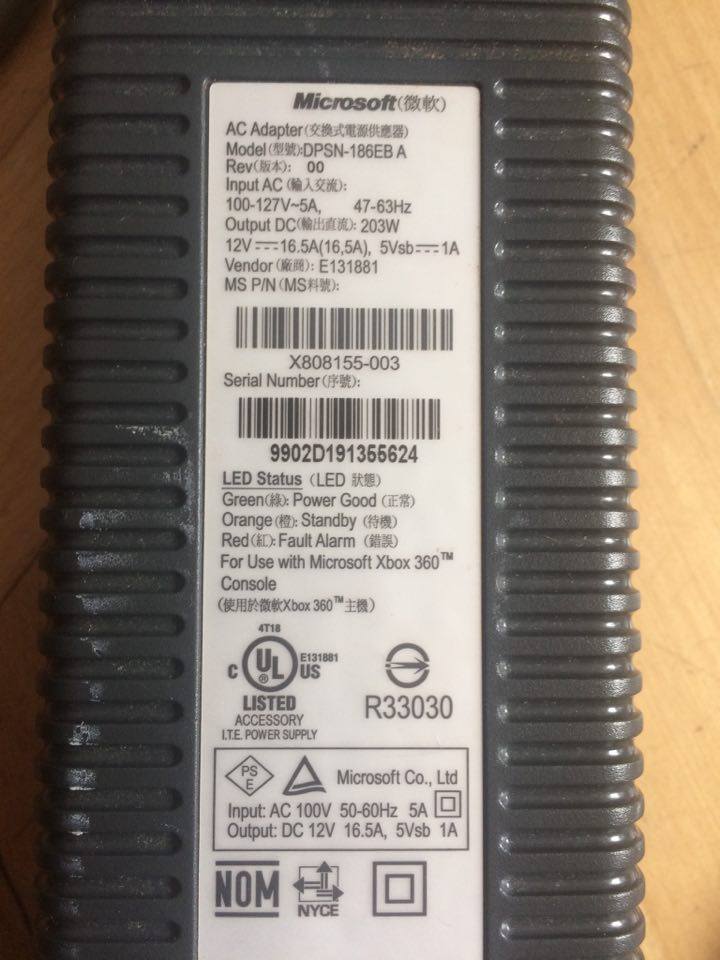 Microsoft(微軟)
AC Adapter(交換式電源供應器)
Model(型號):DPSN-186EB A
Rev(版本): 00
Input AC(輸入交流):
100-127V~5A, 47-63Hz
Output DC(輸出直流): 203W
12V⎓16.5A(16,5A), 5Vsb⎓1A
Vendor(廠商): E131881
MS P/N(MS料號):
X808155-003
Serial Number(序號):
9902D191355624
LED Status (LED 狀態)
Green(綠): Power Good (正常)
Orange(橙): Standby (待機)
Red(紅): Fault Alarm (錯誤)
For Use with Microsoft Xbox 360™
Console
(使用於微軟Xbox 360™主機)
4T18
C UL ® US E131881
LISTED
ACCESSORY
I.T.E. POWER SUPPLY
R33030
PS E Microsoft Co., Ltd
Input: AC 100V 50-60Hz 5A
Output: DC 12V 16.5A, 5Vsb 1A
NOM NYCE